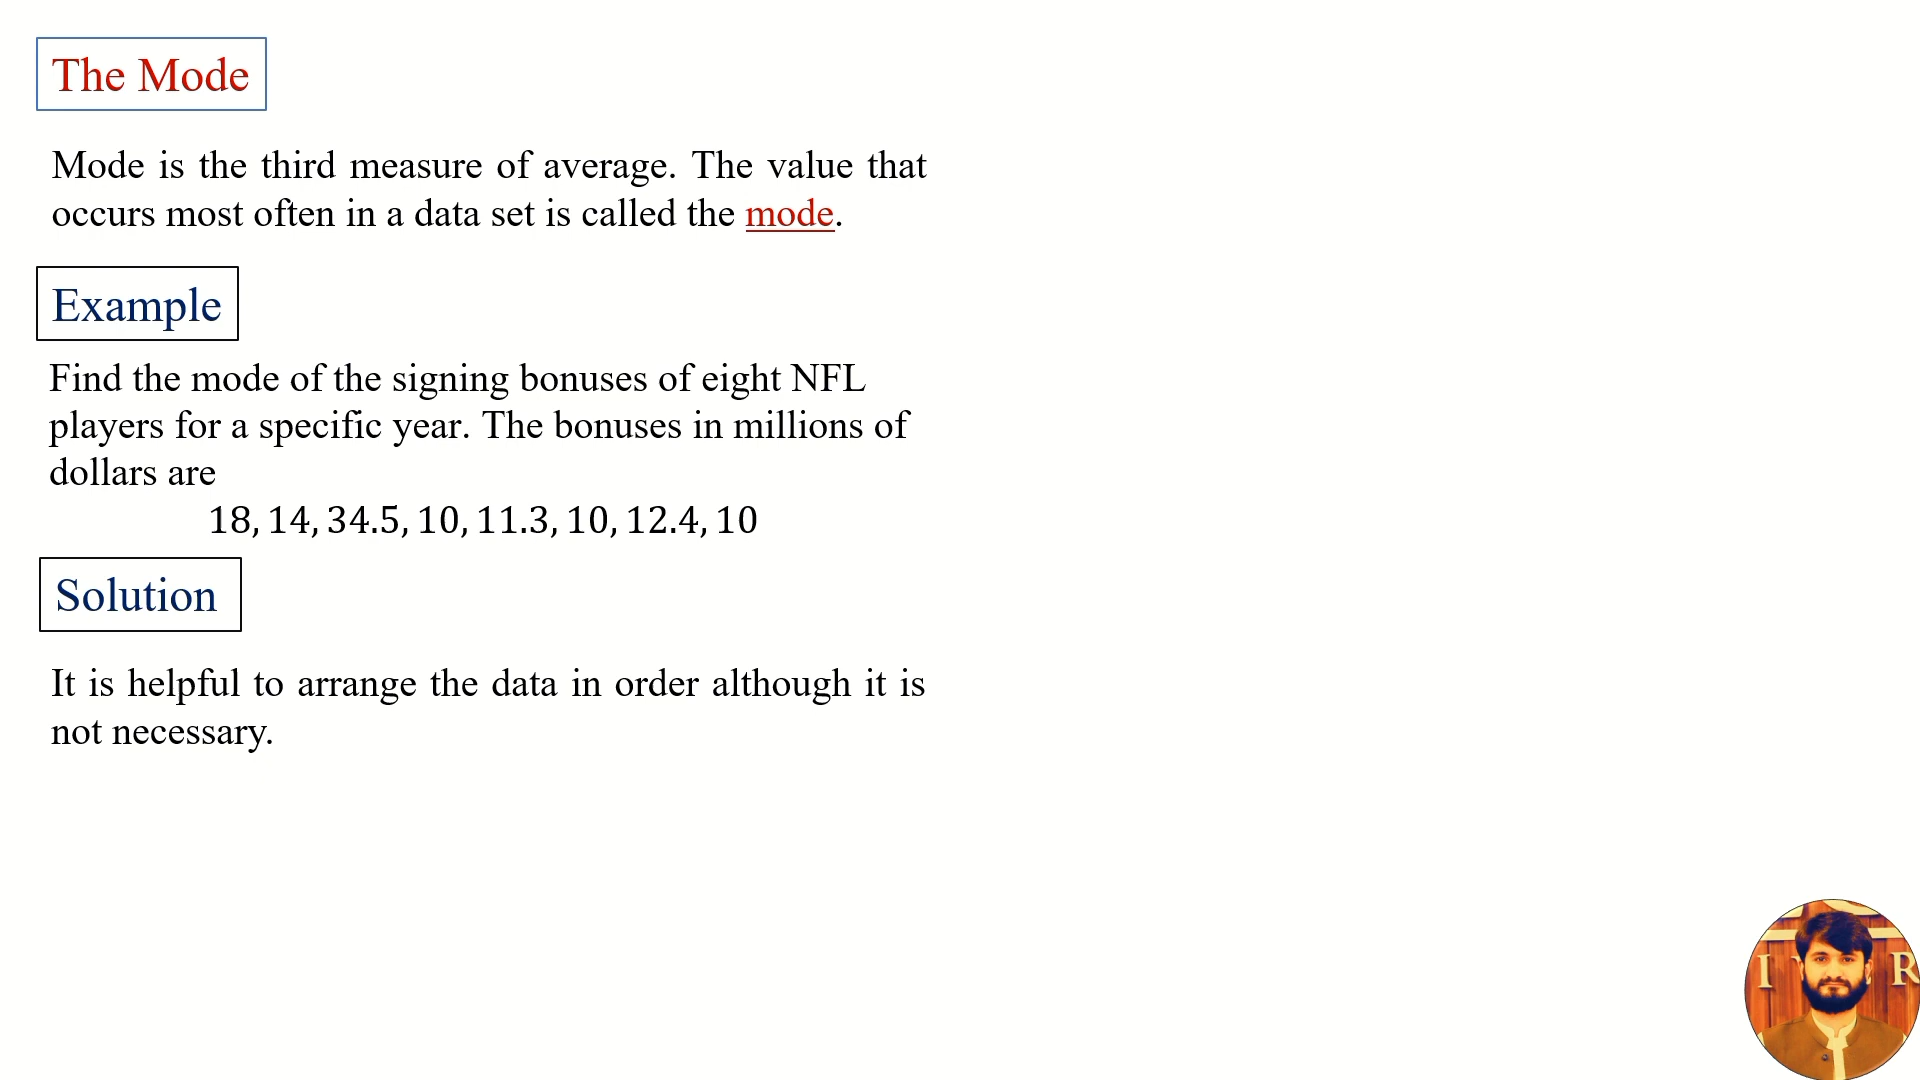 The Mode
Mode is the third measure of average. The value that
occurs most often in a data set is called the mode.
Example
Find the mode of the signing bonuses of eight NFL
players for a specific year. The bonuses in millions of
dollars are
18, 14, 34.5, 10, 11.3, 10, 12.4, 10
Solution
It is helpful to arrange the data in order although it is
not necessary.